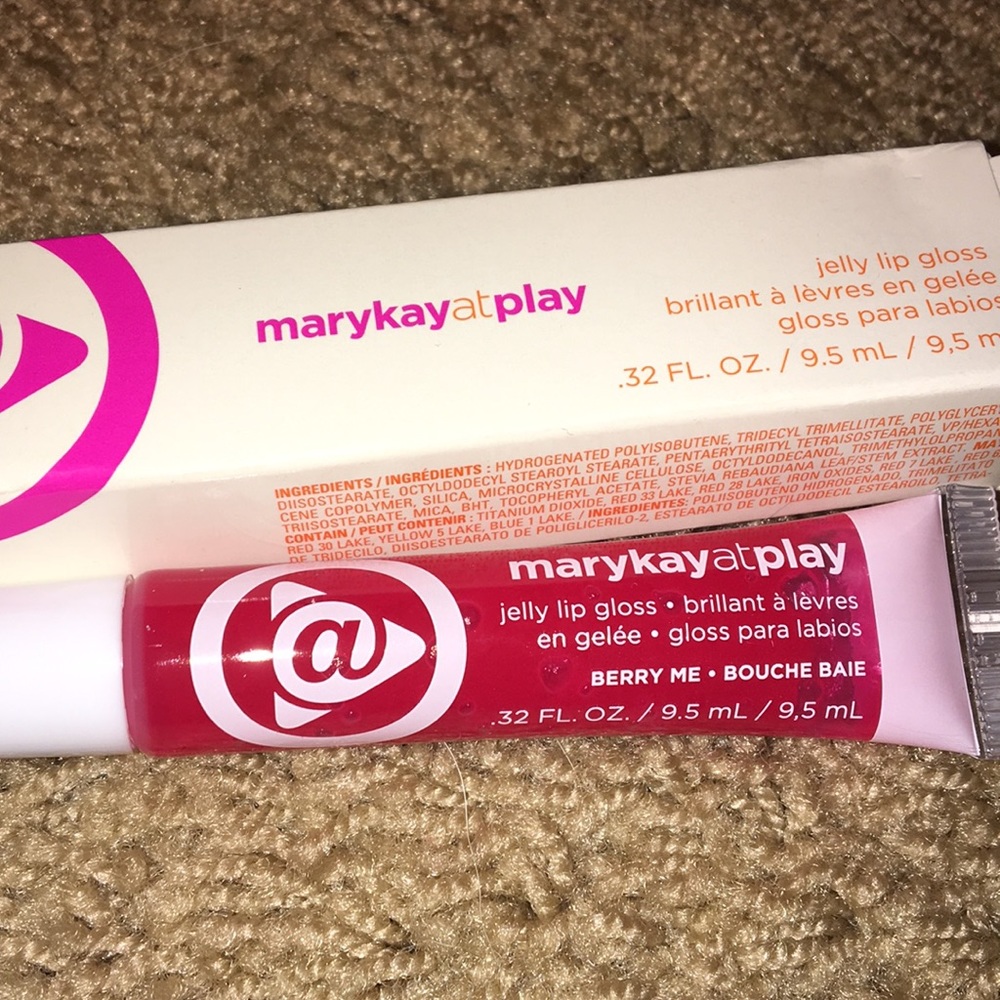 marykayatplay
jelly lip gloss
brillant à lèvres en gelée
gloss para labios
.32 FL. OZ. / 9.5 mL / 9,5 m
INGREDIENTS / INGRÉDIENTS : HYDROGENATED POLYISOBUTENE, TRIDECYL TRIMELLITATE, POLYGLYCERY
DIISOSTEARATE, OCTYLDODECYL STEAROYL STEARATE, PENTAERYTHRITYL TETRAISOSTEARATE, VP/HEXA
CENE COPOLYMER, SILICA, MICROCRYSTALLINE CELLULOSE, OCTYLDODECANOL, TRIMETHYLOLPROPAN
TRIISOSTEARATE, MICA, BHT, TOCOPHERYL ACETATE, STEVIA REBAUDIANA LEAF/STEM EXTRACT, MA
CONTAIN / PEUT CONTENIR : TITANIUM DIOXIDE, RED 33 LAKE, RED 28 LAKE, IRON OXIDES, RED 7 LAKE, RED
RED 30 LAKE, YELLOW 5 LAKE, BLUE 1 LAKE. / INGREDIENTES: POLIISOBUTENO HIDROGENADO, TRIMELITATO
DE TRIDECILO, DIISOESTEARATO DE POLIGLICERILO-2, ESTEARATO DE OCTILDODECIL ESTEAROILO,
@
marykayatplay
jelly lip gloss • brillant à lèvres
en gelée • gloss para labios
BERRY ME • BOUCHE BAIE
.32 FL. OZ. / 9.5 mL / 9,5 mL